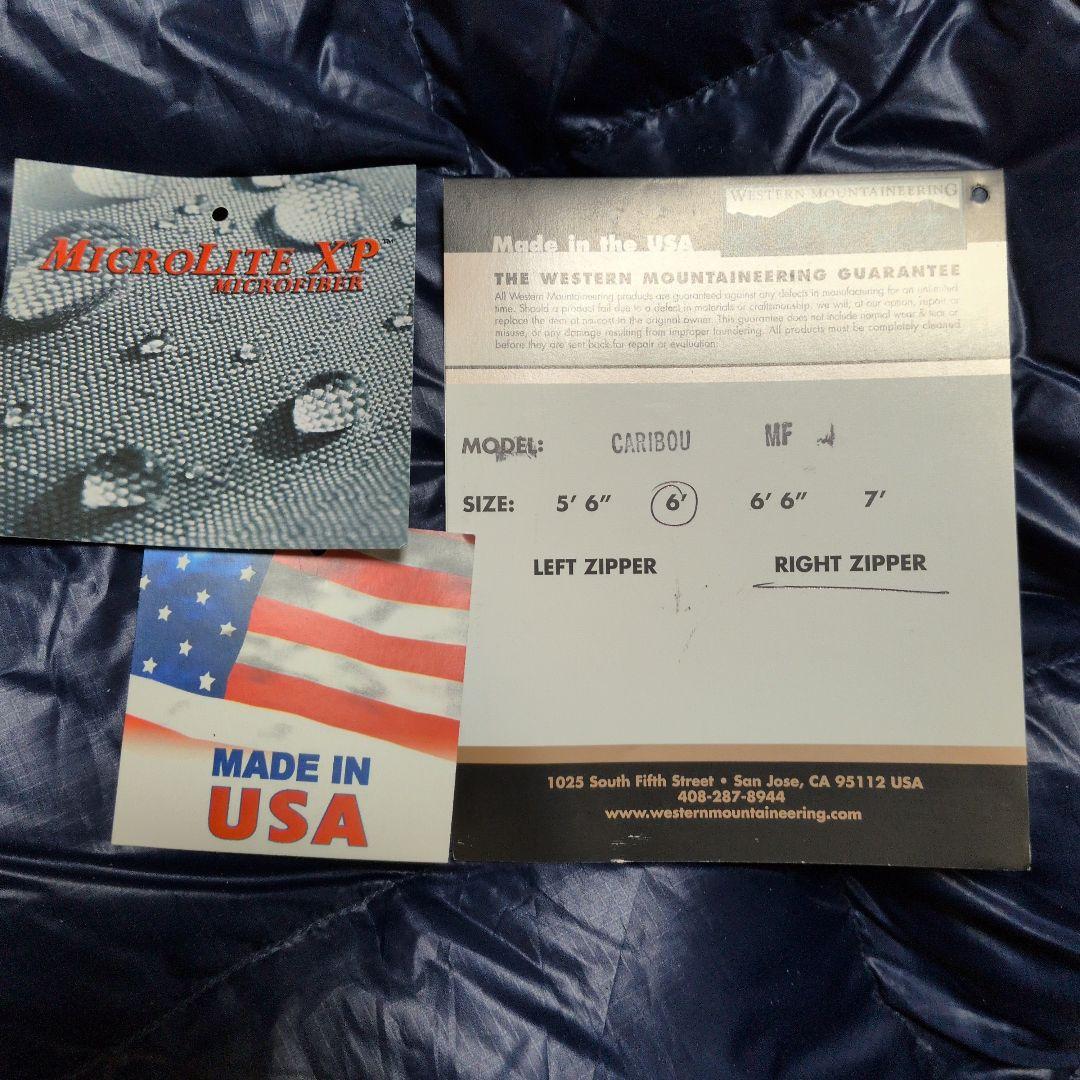 MICROLITE XP™
MICROFIBER
MADE IN
USA
WESTERN MOUNTAINEERING
Made in the USA
THE WESTERN MOUNTAINEERING GUARANTEE
All Western Mountaineering products are guaranteed against any defects in manufacturing for an unlimited
time. Should a product fail due to a defect in materials or craftsmanship, we will, at our option, repair or
replace the item at no cost to the original owner. This guarantee does not include normal wear & tear or
misuse, or any damage resulting from improper laundering. All products must be completely cleaned
before they are sent back for repair or evaluation.
MODEL: CARIBOU MF
SIZE: 5' 6" 6' 6' 6" 7'
LEFT ZIPPER RIGHT ZIPPER
1025 South Fifth Street • San Jose, CA 95112 USA
408-287-8944
www.westernmountaineering.com